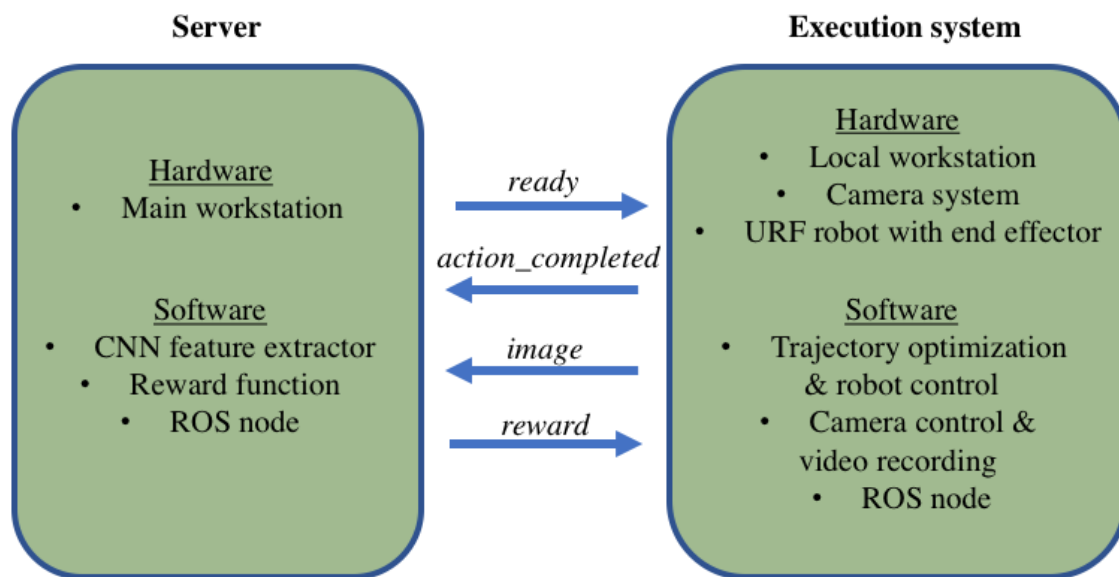 Server
Hardware
• Main workstation
Software
• CNN feature extractor
• Reward function
• ROS node
ready
action_completed
image
reward
Execution system
Hardware
• Local workstation
• Camera system
• URF robot with end effector
Software
• Trajectory optimization
& robot control
• Camera control &
video recording
• ROS node